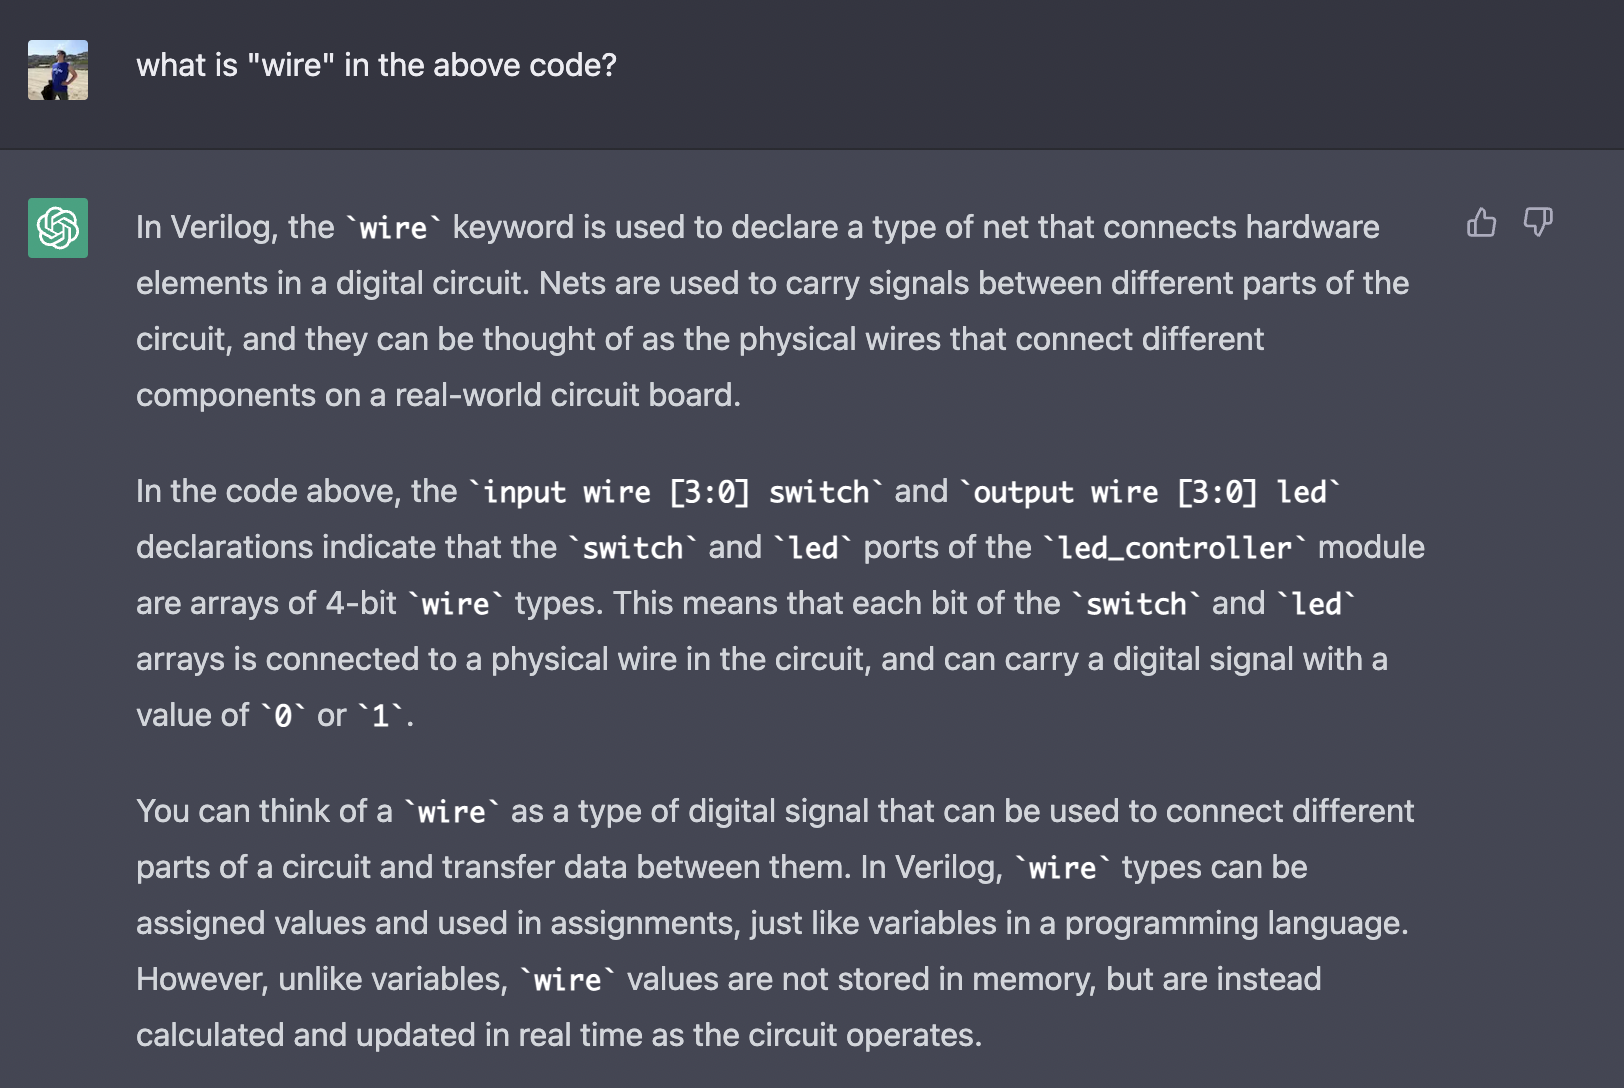 what is "wire" in the above code?
In Verilog, the `wire` keyword is used to declare a type of net that connects hardware
elements in a digital circuit. Nets are used to carry signals between different parts of the
circuit, and they can be thought of as the physical wires that connect different
components on a real-world circuit board.
In the code above, the `input wire [3:0] switch` and `output wire [3:0] led`
declarations indicate that the `switch` and `led` ports of the `led_controller` module
are arrays of 4-bit `wire` types. This means that each bit of the `switch` and `led`
arrays is connected to a physical wire in the circuit, and can carry a digital signal with a
value of `0` or `1`.
You can think of a `wire` as a type of digital signal that can be used to connect different
parts of a circuit and transfer data between them. In Verilog, `wire` types can be
assigned values and used in assignments, just like variables in a programming language.
However, unlike variables, `wire` values are not stored in memory, but are instead
calculated and updated in real time as the circuit operates.